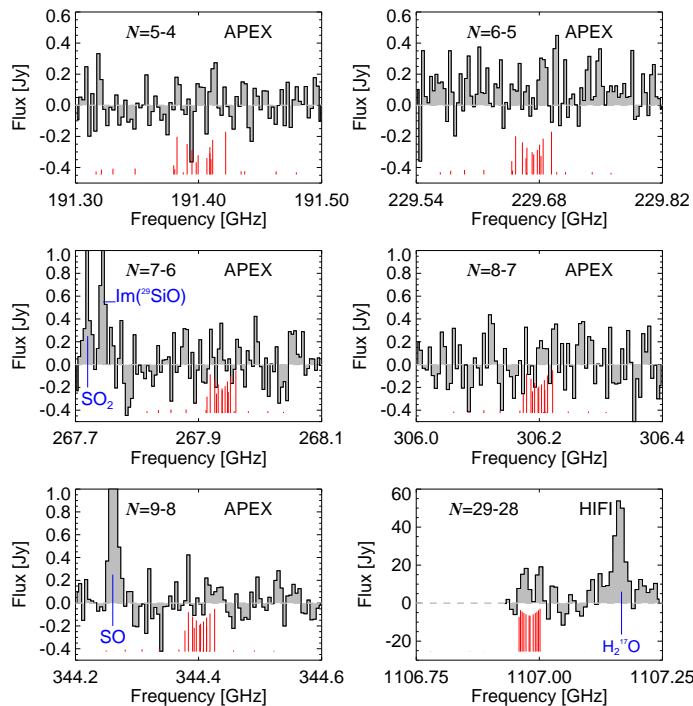 N=5-4 APEX
0.6
0.4
0.2
0.0
-0.2
-0.4
Flux [Jy]
191.30 191.40 191.50
Frequency [GHz]
N=6-5 APEX
0.6
0.4
0.2
0.0
-0.2
-0.4
Flux [Jy]
229.54 229.68 229.82
Frequency [GHz]
N=7-6 APEX
1.0
0.8
0.6
0.4
0.2
0.0
-0.2
-0.4
Flux [Jy]
Im(²⁹SiO)
SO₂
267.7 267.9 268.1
Frequency [GHz]
N=8-7 APEX
1.0
0.8
0.6
0.4
0.2
0.0
-0.2
-0.4
Flux [Jy]
306.0 306.2 306.4
Frequency [GHz]
N=9-8 APEX
1.0
0.8
0.6
0.4
0.2
0.0
-0.2
-0.4
Flux [Jy]
SO
344.2 344.4 344.6
Frequency [GHz]
N=29-28 HIFI
60
40
20
0
-20
Flux [Jy]
H₂¹⁷O
1106.75 1107.00 1107.25
Frequency [GHz]